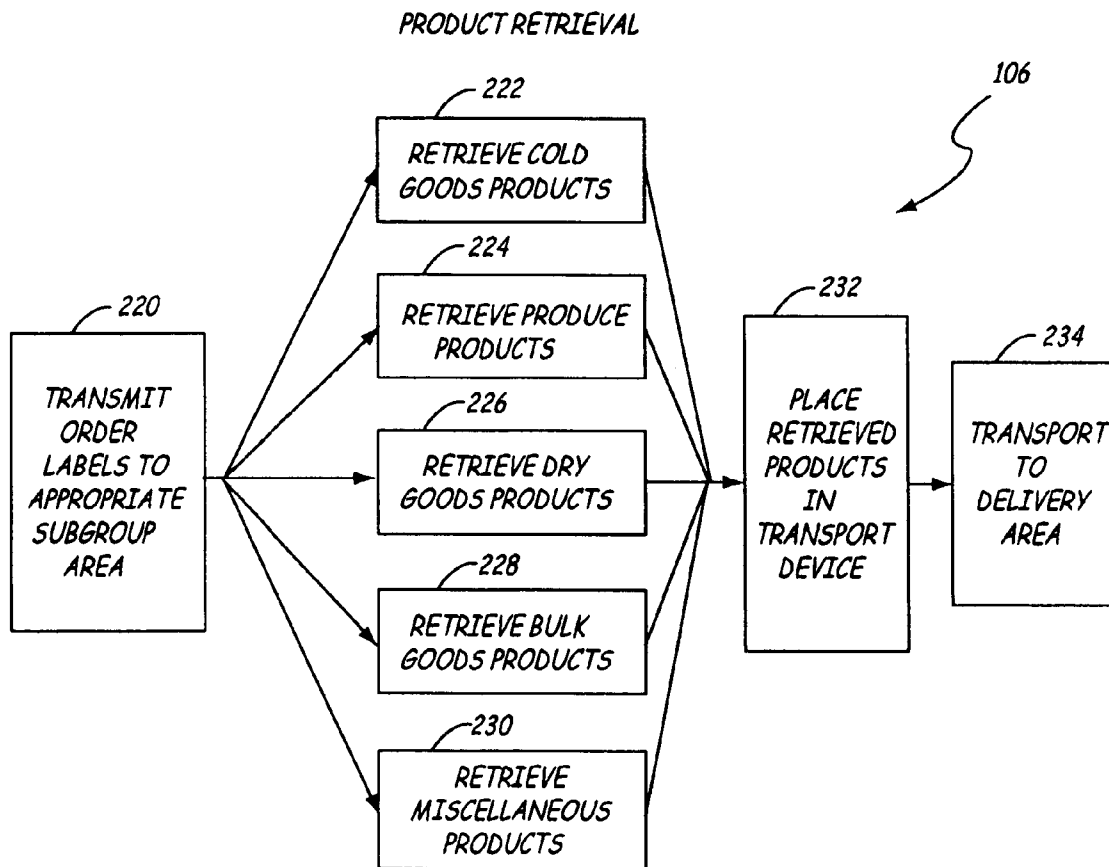 PRODUCT RETRIEVAL
106
222
RETRIEVE COLD
GOODS PRODUCTS
224
RETRIEVE PRODUCE
PRODUCTS
220
TRANSMIT
ORDER
LABELS TO
APPROPRIATE
SUBGROUP
AREA
226
RETRIEVE DRY
GOODS PRODUCTS
228
RETRIEVE BULK
GOODS PRODUCTS
230
RETRIEVE
MISCELLANEOUS
PRODUCTS
232
PLACE
RETRIEVED
PRODUCTS
IN
TRANSPORT
DEVICE
234
TRANSPORT
TO
DELIVERY
AREA